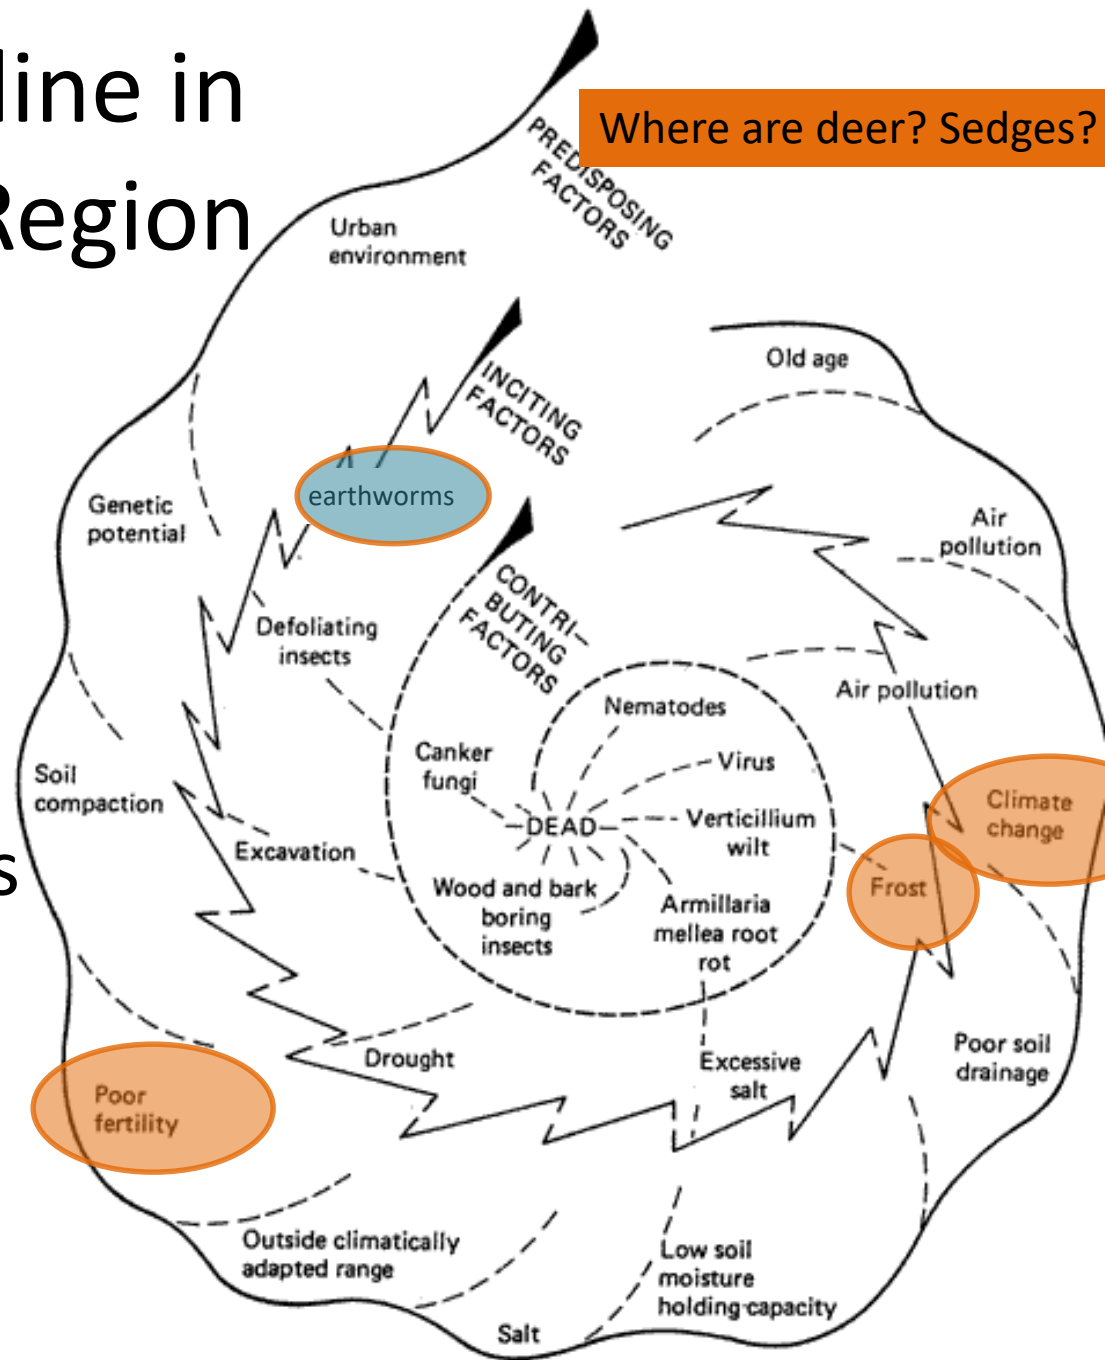 line in
Region
Where are deer? Sedges?
PREDISPOSING
FACTORS
Urban
environment
INCITING
FACTORS
Old age
earthworms
Genetic
potential
Air
pollution
CONTRI-
BUTING
FACTORS
Defoliating
insects
Nematodes
Air pollution
Canker
fungi
Virus
Soil
compaction
Climate
change
DEAD
Verticillium
wilt
s
Excavation
Frost
Wood and bark
boring
insects
Armillaria
mellea root
rot
Drought
Excessive
salt
Poor soil
drainage
Poor
fertility
Outside climatically
adapted range
Low soil
moisture
holding capacity
Salt